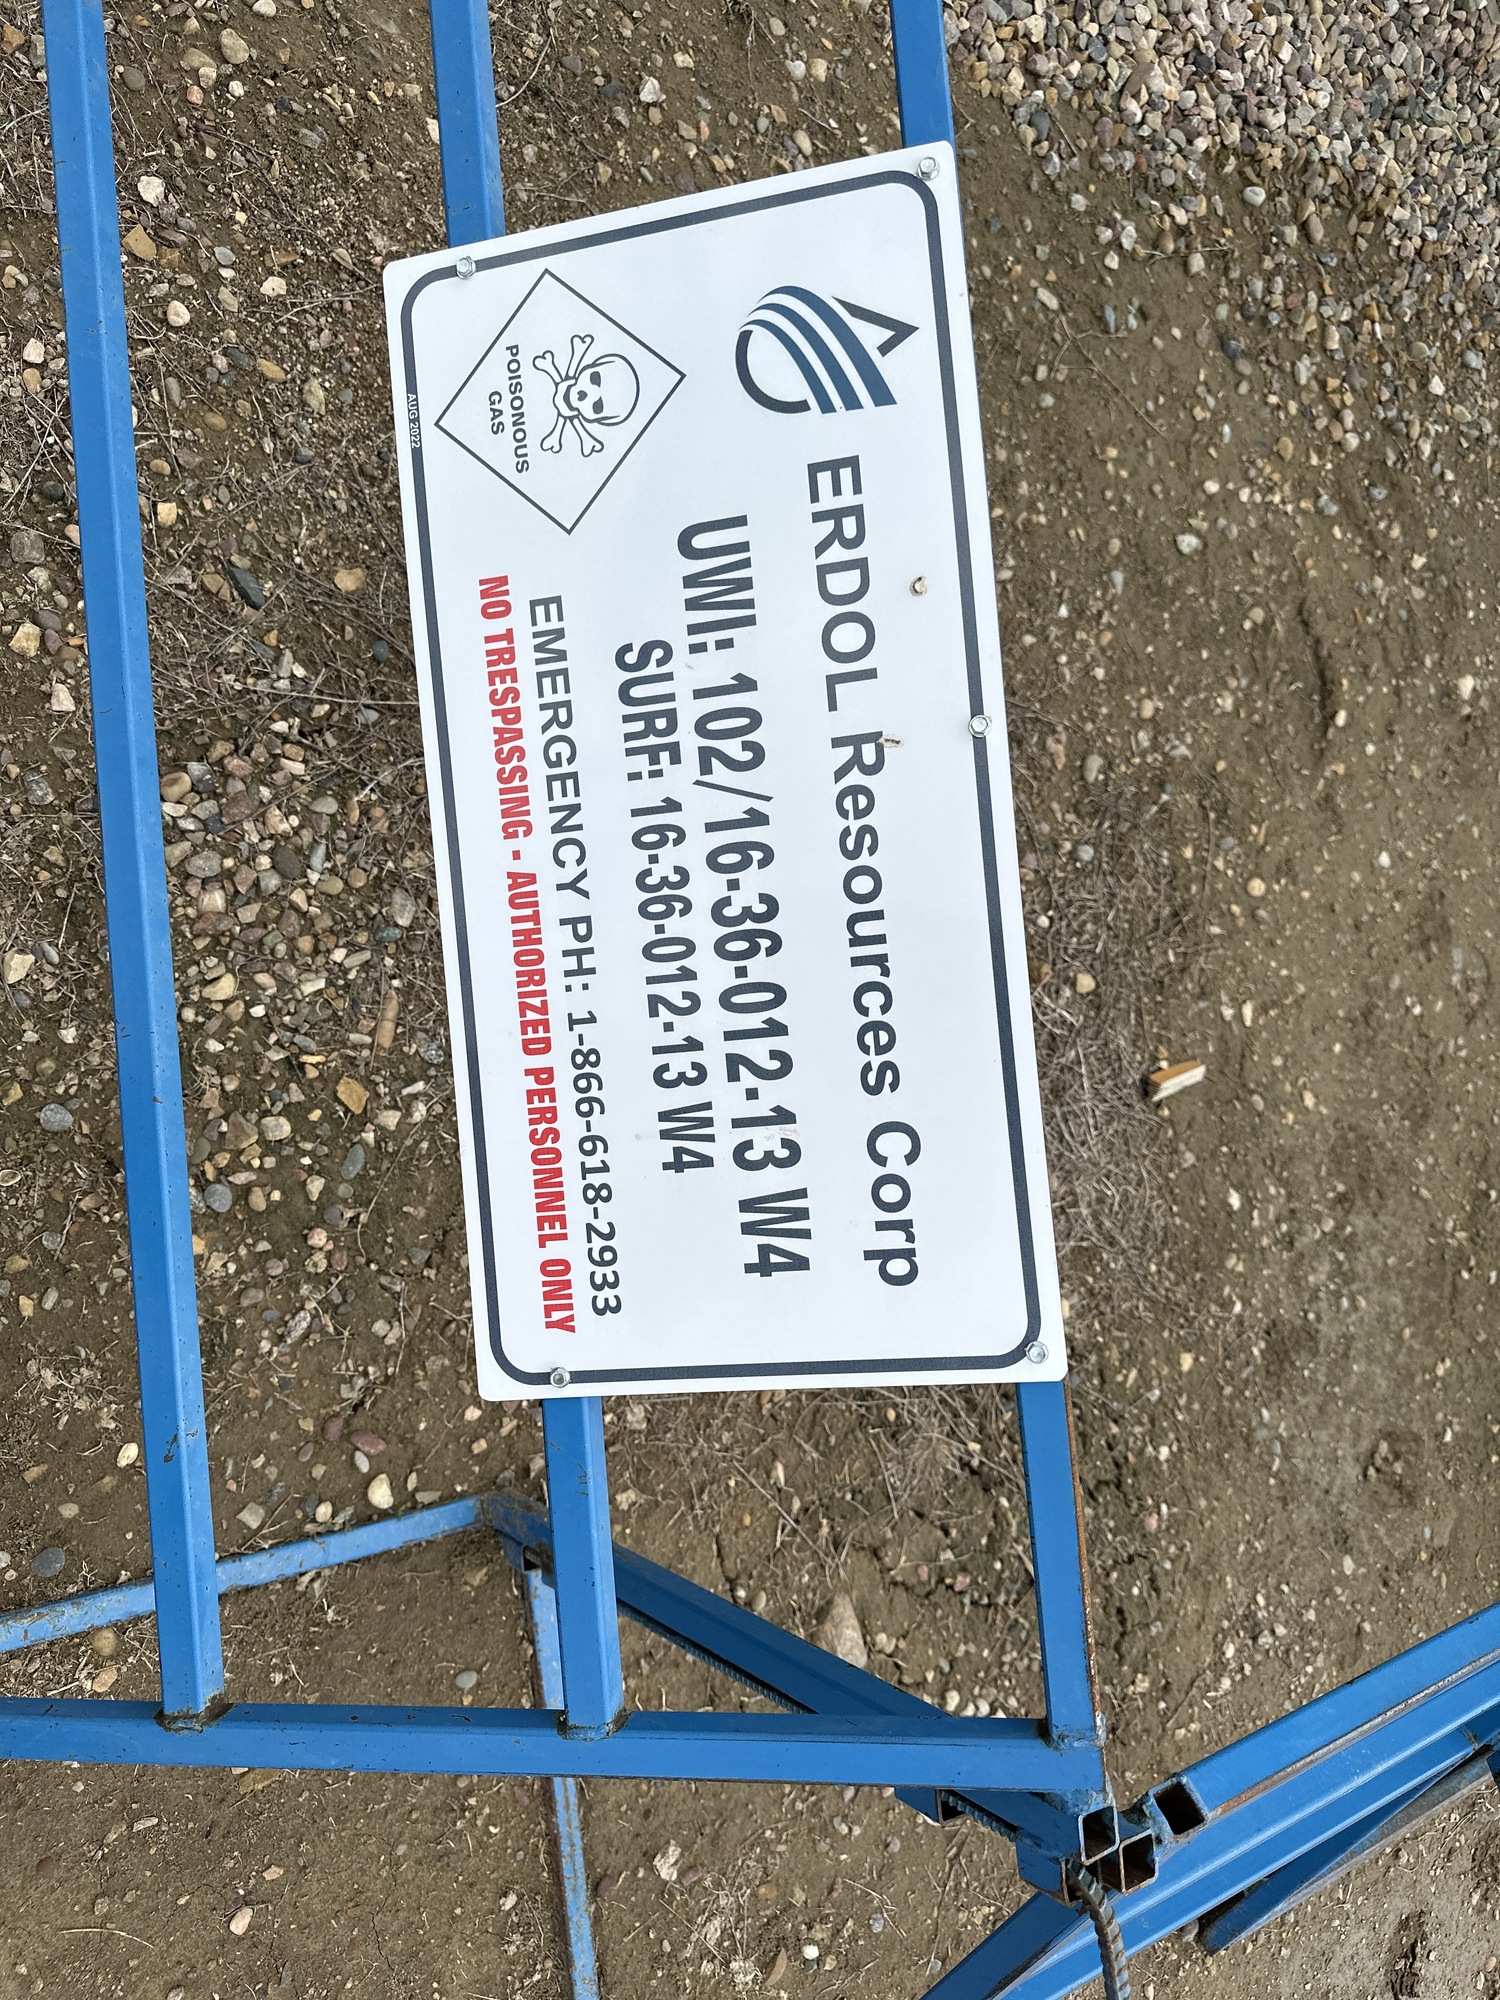 ERDOL Resources Corp
UWI: 102/16-36-012-13 W4
SURF: 16-36-012-13 W4
POISONOUS
GAS
EMERGENCY PH: 1-866-618-2933
NO TRESPASSING - AUTHORIZED PERSONNEL ONLY
AUG 2022